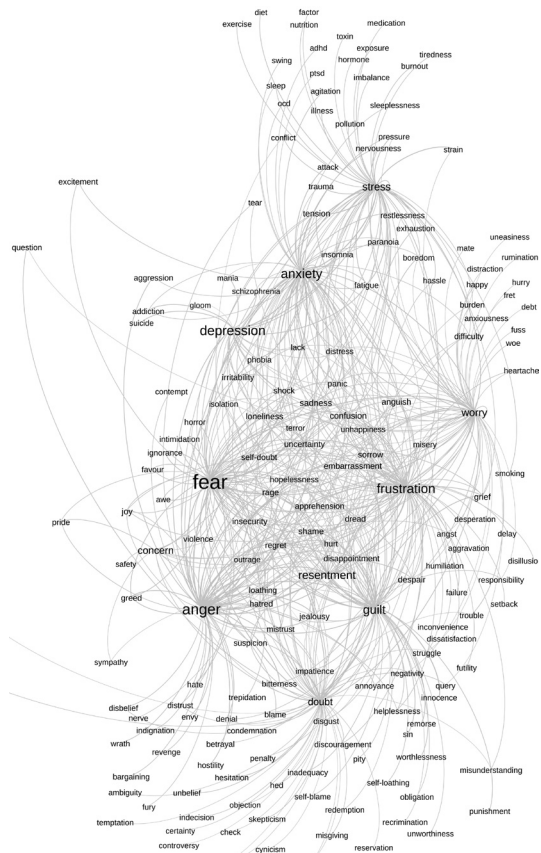 diet
factor
exercise
nutrition
medication
toxin
adhd
exposure
swing
hormone
tiredness
ptsd
imbalance
burnout
sleep
agitation
ocd
illness
sleeplessness
pollution
conflict
pressure
nervousness
strain
attack
excitement
trauma
stress
tear
tension
restlessness
exhaustion
question
paranoia
mate
uneasiness
insomnia
boredom
rumination
distraction
aggression
mania
anxiety
hassle
happy
hurry
schizophrenia
fatigue
fret
addiction
gloom
burden
debt
suicide
depression
anxiousness
fuss
lack
distress
difficulty
woe
phobia
heartache
irritability
panic
contempt
shock
isolation
sadness
anguish
horror
loneliness
confusion
worry
intimidation
terror
unhappiness
ignorance
uncertainty
misery
favour
self-doubt
sorrow
embarrassment
smoking
fear
hopelessness
frustration
awe
rage
grief
joy
apprehension
pride
insecurity
dread
desperation
violence
shame
angst
delay
concern
regret
hurt
aggravation
safety
outrage
disappointment
humiliation
disillusio
resentment
despair
responsibility
greed
loathing
failure
hatred
setback
anger
jealousy
guilt
trouble
mistrust
inconvenience
suspicion
dissatisfaction
sympathy
struggle
impatience
futility
hate
bitterness
negativity
trepidation
annoyance
query
disbelief
distrust
doubt
innocence
nerve
envy
denial
blame
helplessness
indignation
condemnation
disgust
remorse
wrath
betrayal
sin
revenge
discouragement
hostility
penalty
pity
worthlessness
bargaining
hesitation
inadequacy
misunderstanding
ambiguity
unbelief
hed
self-loathing
fury
self-blame
obligation
objection
redemption
punishment
temptation
indecision
skepticism
recrimination
certainty
check
misgiving
unworthiness
controversy
cynicism
reservation